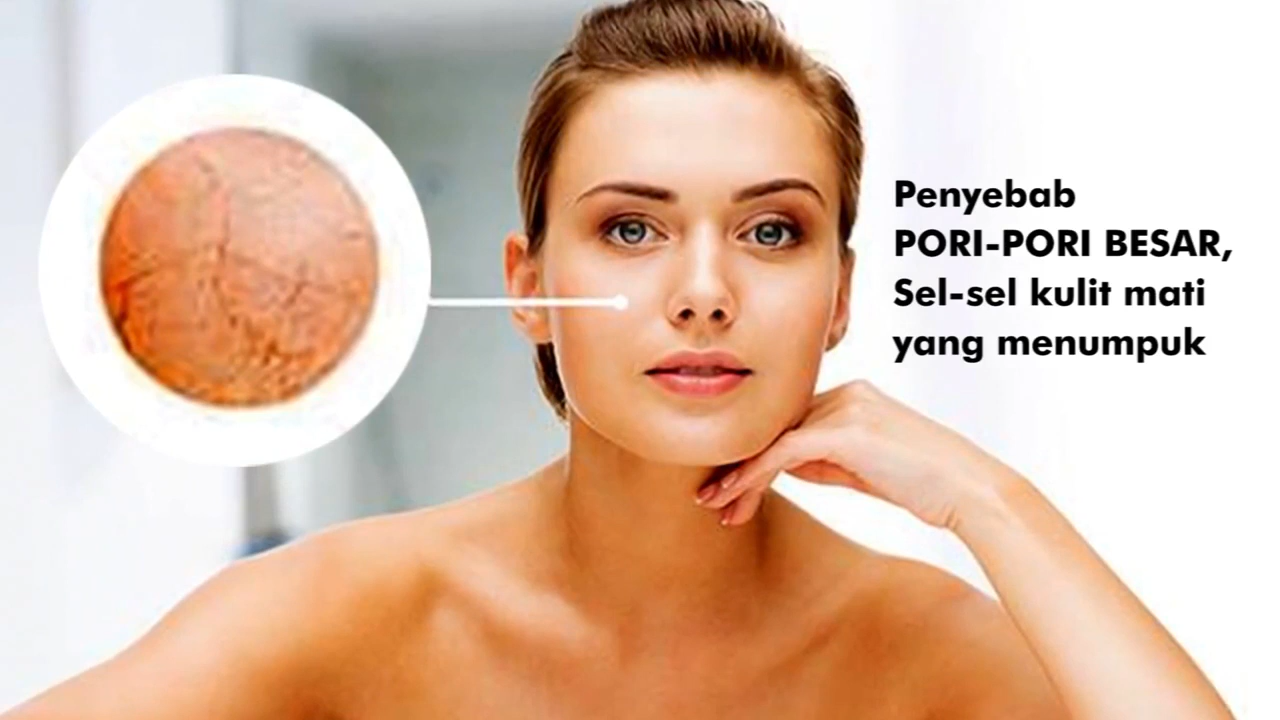 Penyebab
PORI-PORI BESAR,
Sel-sel kulit mati
yang menumpuk